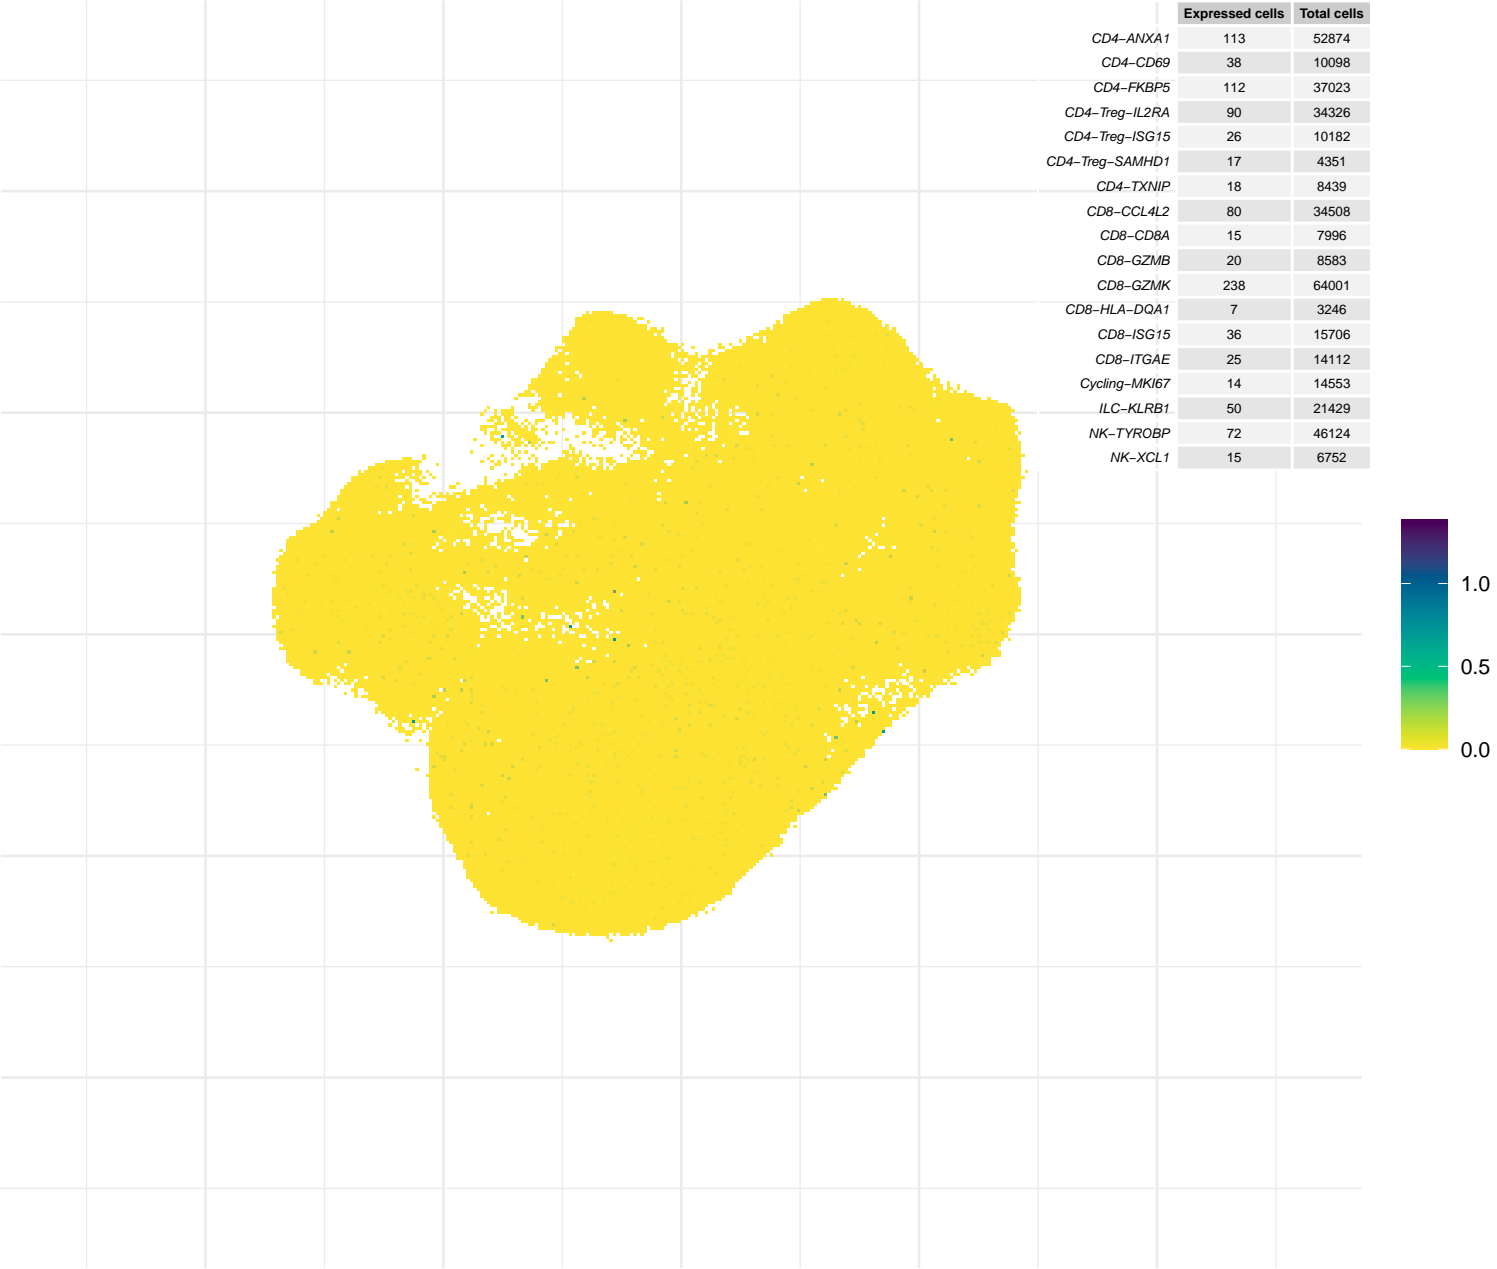 Expressed cells Total cells
CD4−ANXA1 113 52874
CD4−CD69 38 10098
CD4−FKBP5 112 37023
CD4−Treg−IL2RA 90 34326
CD4−Treg−ISG15 26 10182
CD4−Treg−SAMHD1 17 4351
CD4−TXNIP 18 8439
CD8−CCL4L2 80 34508
CD8−CD8A 15 7996
CD8−GZMB 20 8583
CD8−GZMK 238 64001
CD8−HLA−DQA1 7 3246
CD8−ISG15 36 15706
CD8−ITGAE 25 14112
Cycling−MKI67 14 14553
ILC−KLRB1 50 21429
NK−TYROBP 72 46124
NK−XCL1 15 6752
1.0
0.5
0.0